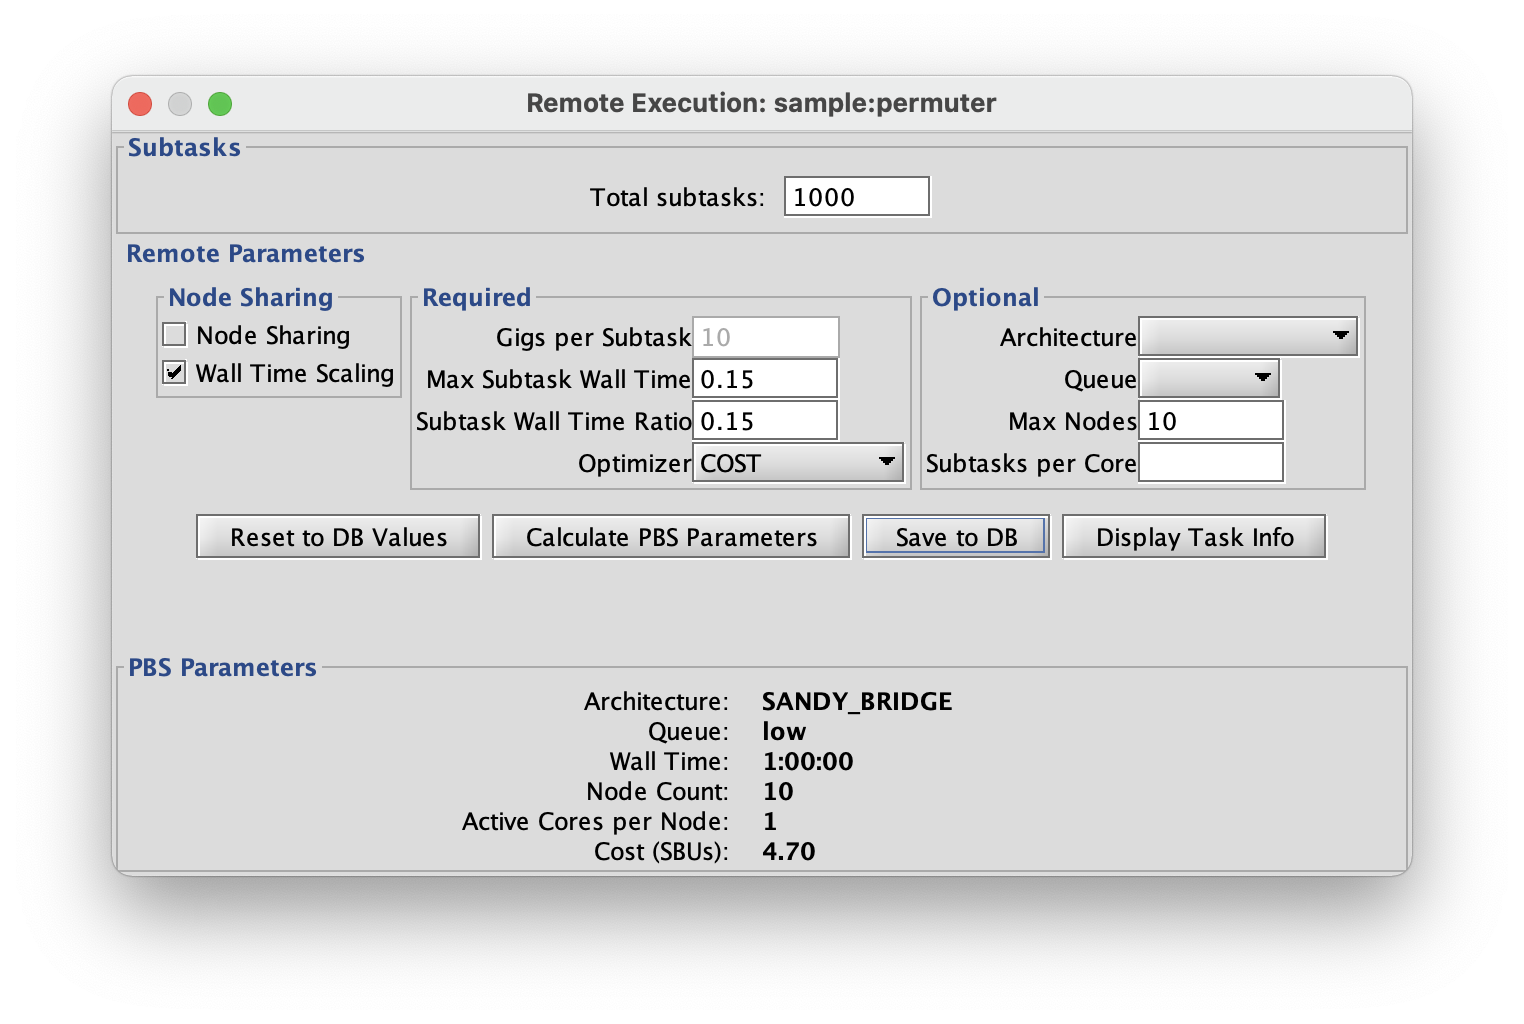 Remote Execution: sample:permuter
Subtasks
Total subtasks: 1000
Remote Parameters
Node Sharing
Node Sharing
Wall Time Scaling
Required
Gigs per Subtask 10
Max Subtask Wall Time 0.15
Subtask Wall Time Ratio 0.15
Optimizer COST
Optional
Architecture
Queue
Max Nodes 10
Subtasks per Core
Reset to DB Values Calculate PBS Parameters Save to DB Display Task Info
PBS Parameters
Architecture: SANDY_BRIDGE
Queue: low
Wall Time: 1:00:00
Node Count: 10
Active Cores per Node: 1
Cost (SBUs): 4.70